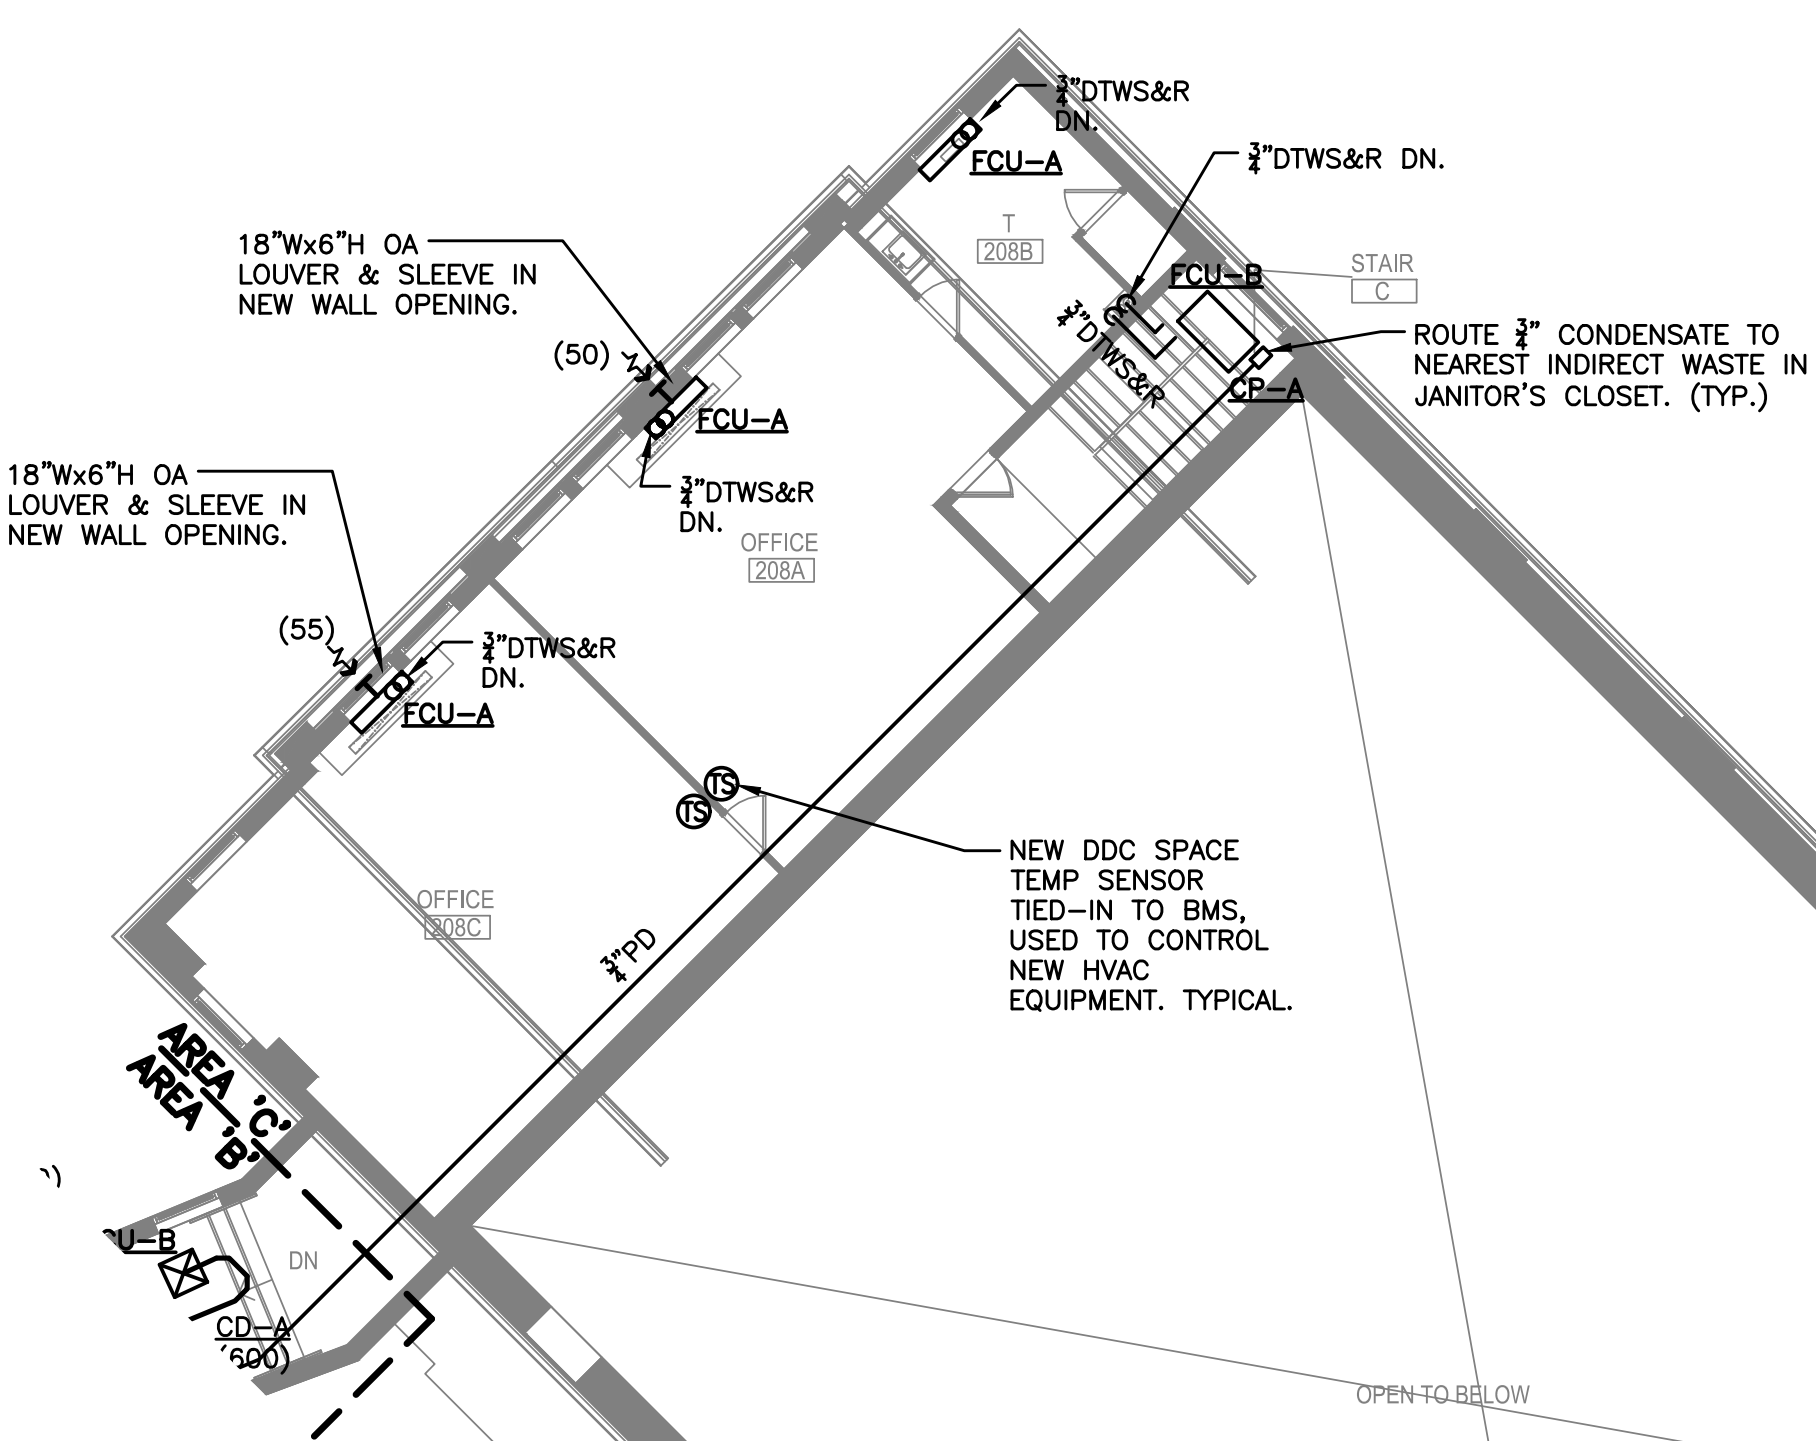 ¾"DTWS&R
DN.
FCU-A
¾"DTWS&R DN.
T
208B
18"Wx6"H OA
LOUVER & SLEEVE IN
NEW WALL OPENING.
FCU-B
STAIR
C
¾"DTWS&R
(50)
ROUTE ¾" CONDENSATE TO
NEAREST INDIRECT WASTE IN
JANITOR'S CLOSET. (TYP.)
CP-A
FCU-A
18"Wx6"H OA
LOUVER & SLEEVE IN
NEW WALL OPENING.
¾"DTWS&R
DN.
OFFICE
208A
(55)
¾"DTWS&R
DN.
FCU-A
TS
TS
NEW DDC SPACE
TEMP SENSOR
TIED-IN TO BMS,
USED TO CONTROL
NEW HVAC
EQUIPMENT. TYPICAL.
OFFICE
208C
¾"PD
AREA 'C'
AREA 'B'
CU-B
DN
CD-A
(600)
OPEN TO BELOW